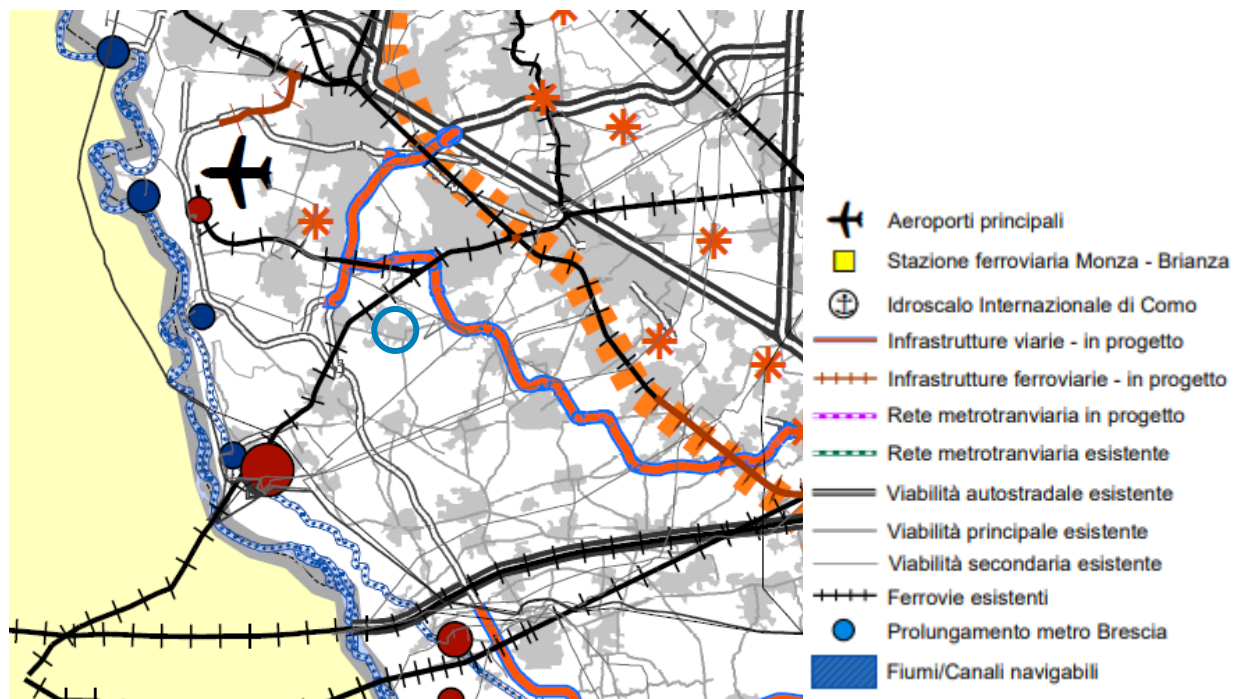 Aeroporti principali
Stazione ferroviaria Monza - Brianza
Idroscalo Internazionale di Como
Infrastrutture viarie - in progetto
Infrastrutture ferroviarie - in progetto
Rete metrotranviaria in progetto
Rete metrotranviaria esistente
Viabilità autostradale esistente
Viabilità principale esistente
Viabilità secondaria esistente
Ferrovie esistenti
Prolungamento metro Brescia
Fiumi/Canali navigabili